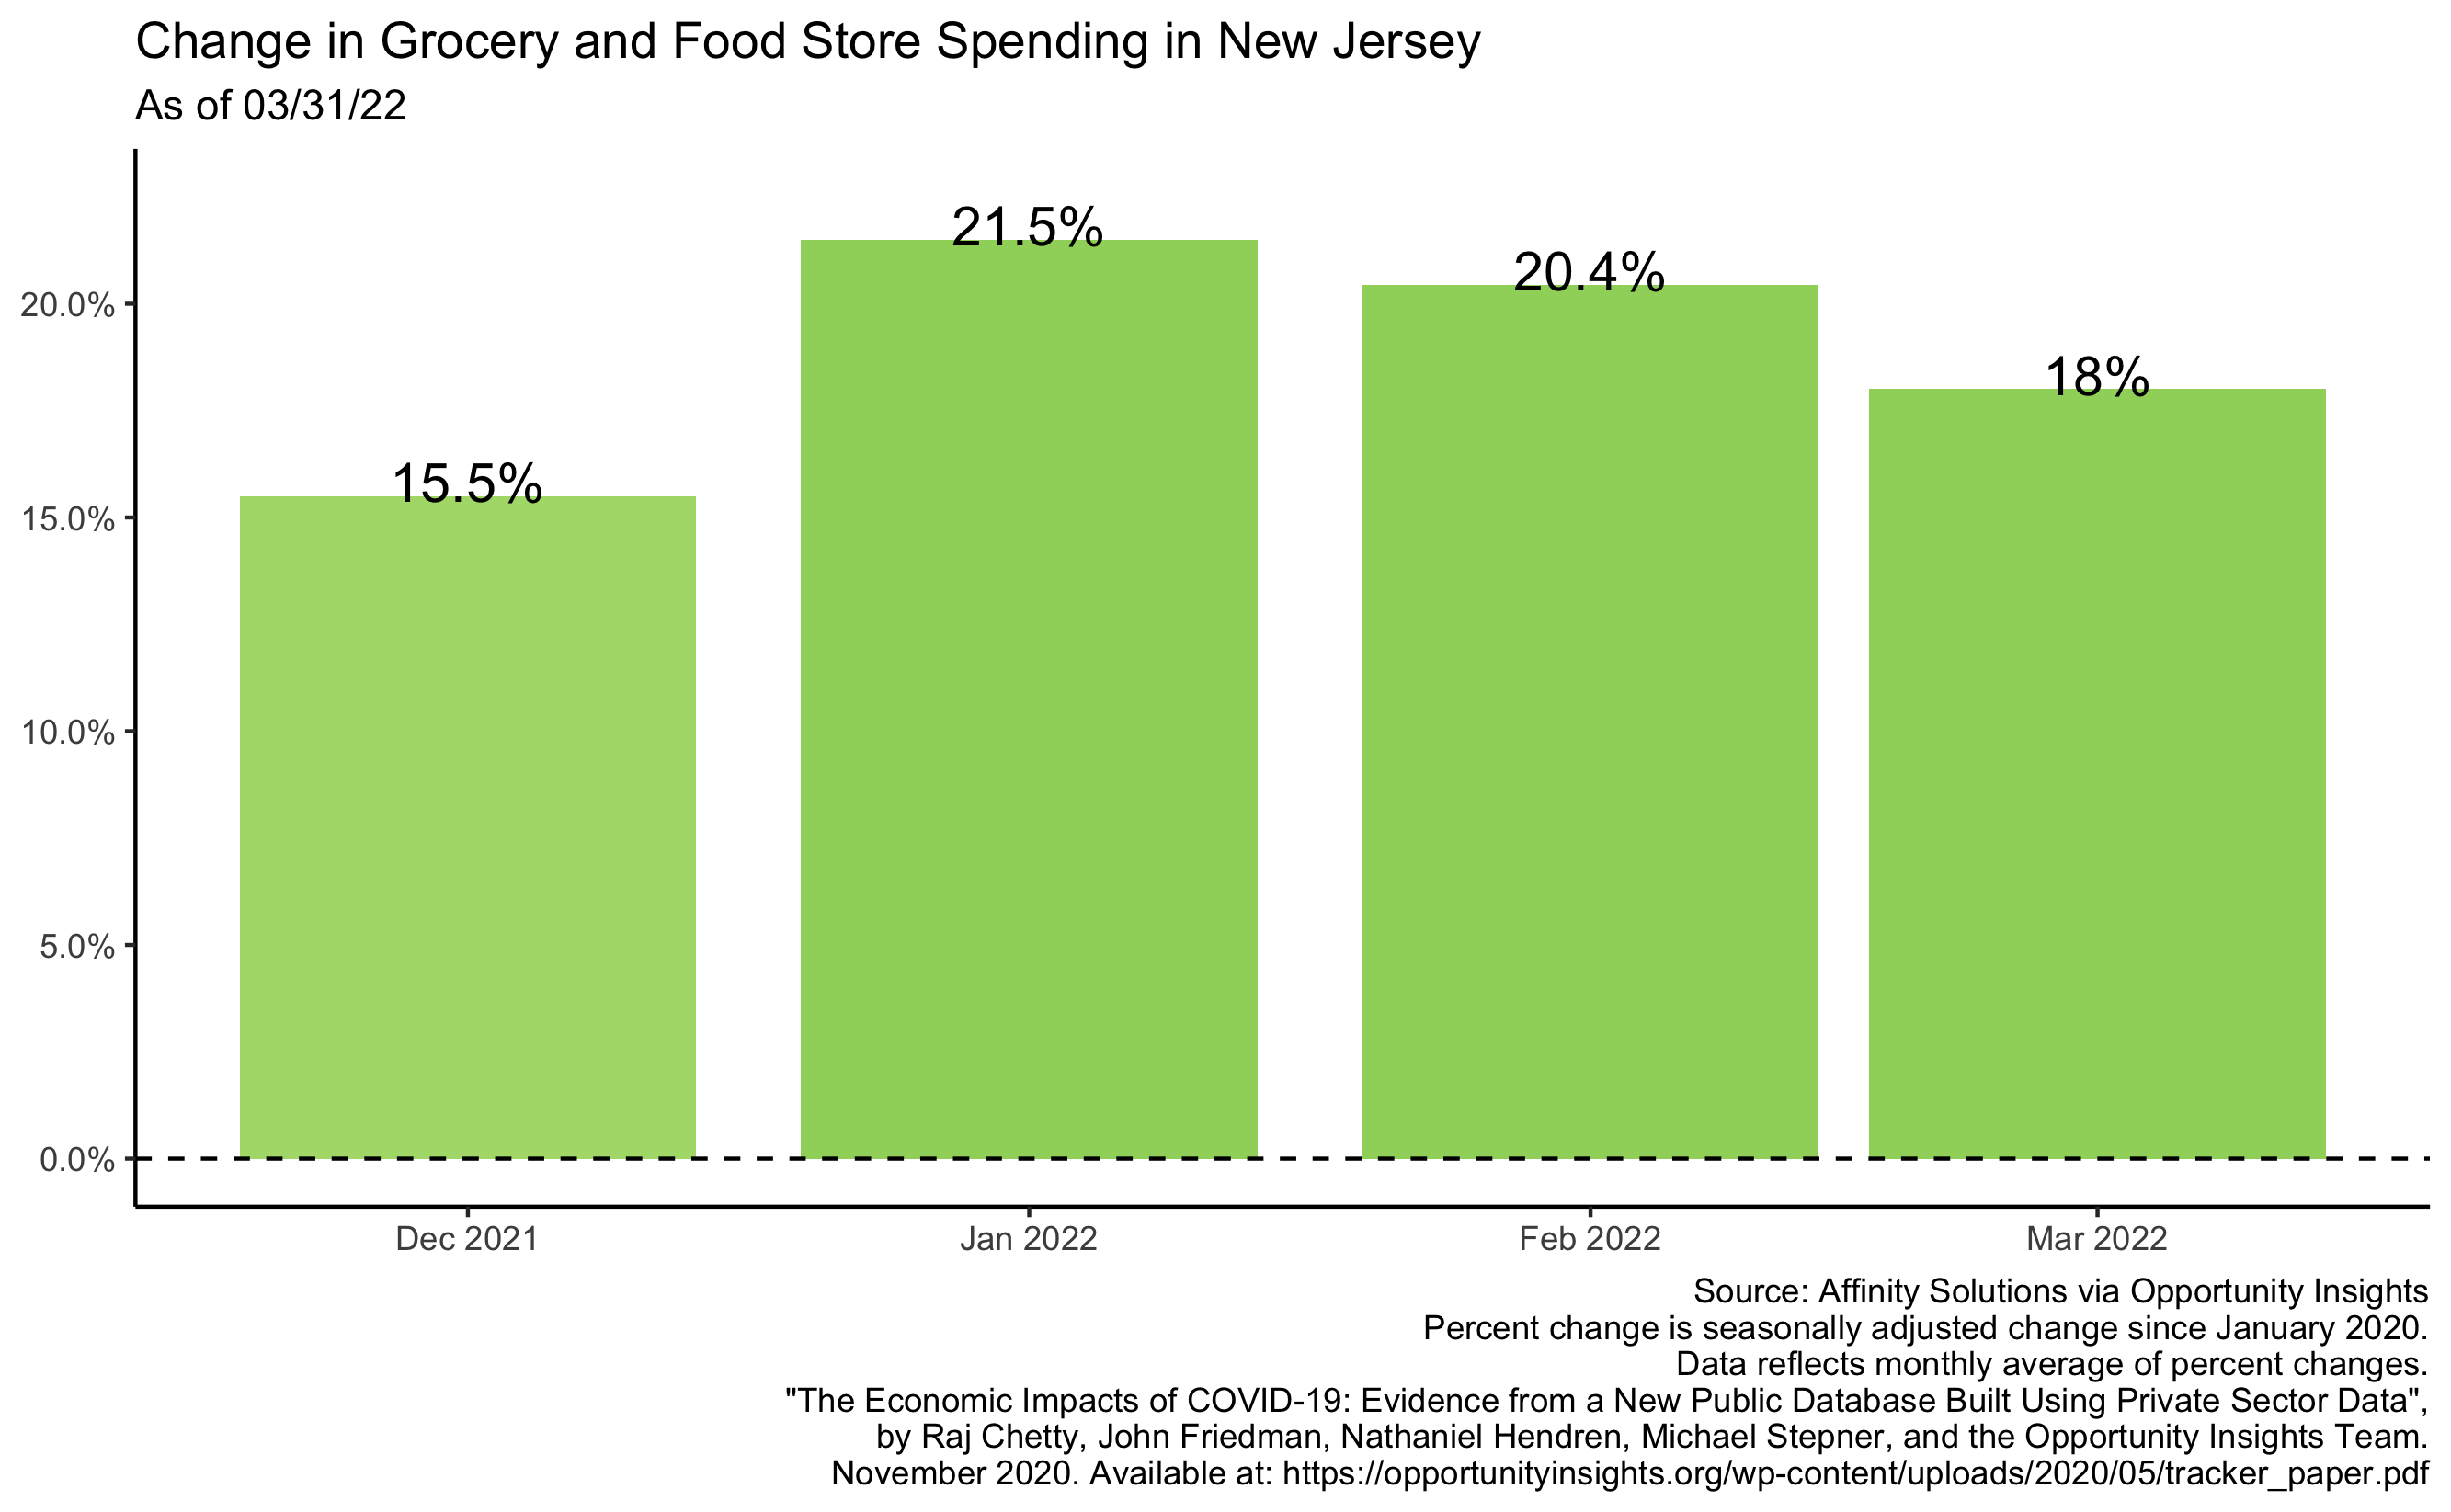 Change in Grocery and Food Store Spending in New Jersey
As of 03/31/22
21.5%
20.4%
18%
15.5%
20.0%
15.0%
10.0%
5.0%
0.0%
Dec 2021
Jan 2022
Feb 2022
Mar 2022
Source: Affinity Solutions via Opportunity Insights
Percent change is seasonally adjusted change since January 2020.
Data reflects monthly average of percent changes.
"The Economic Impacts of COVID-19: Evidence from a New Public Database Built Using Private Sector Data",
by Raj Chetty, John Friedman, Nathaniel Hendren, Michael Stepner, and the Opportunity Insights Team.
November 2020. Available at: https://opportunityinsights.org/wp-content/uploads/2020/05/tracker_paper.pdf